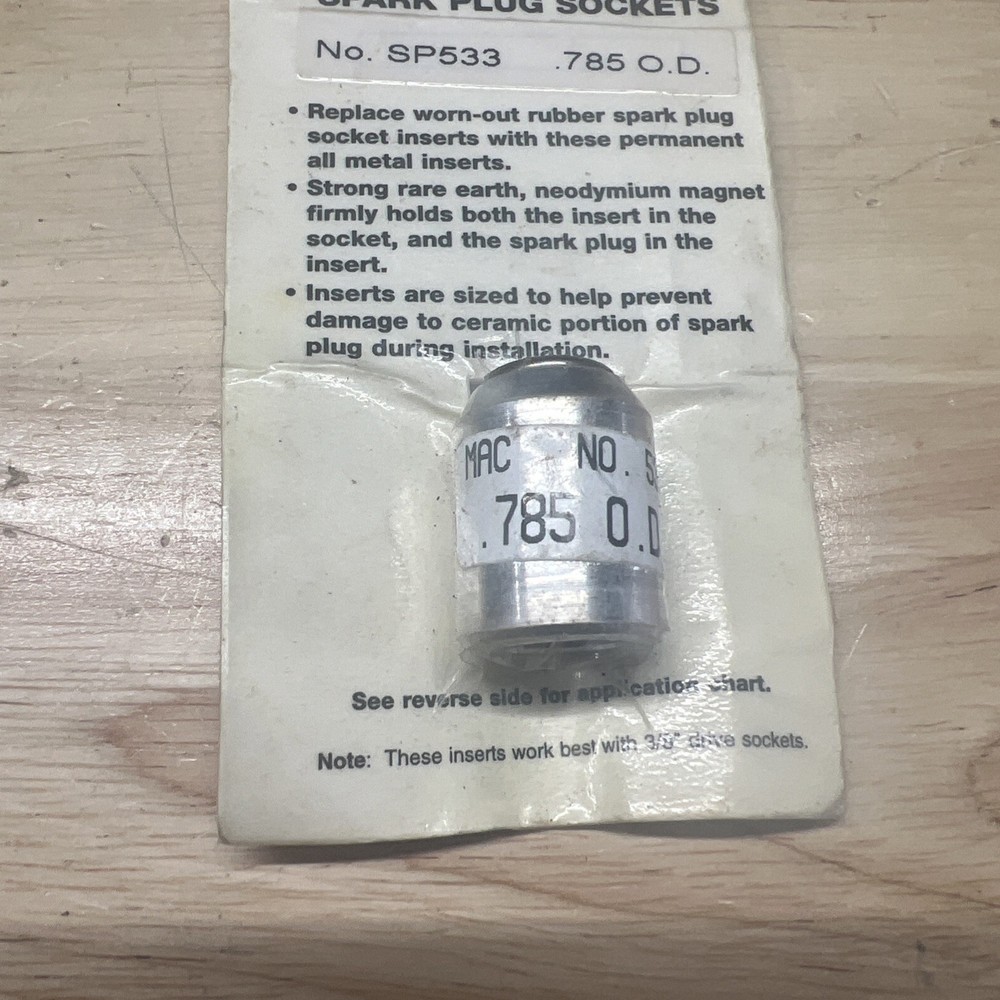 SPARK PLUG SOCKETS
No. SP533 .785 O.D.
• Replace worn-out rubber spark plug
socket inserts with these permanent
all metal inserts.
• Strong rare earth, neodymium magnet
firmly holds both the insert in the
socket, and the spark plug in the
insert.
• Inserts are sized to help prevent
damage to ceramic portion of spark
plug during installation.
MAC NO. 5
.785 O.D
See reverse side for application chart.
Note: These inserts work best with 3/8" drive sockets.